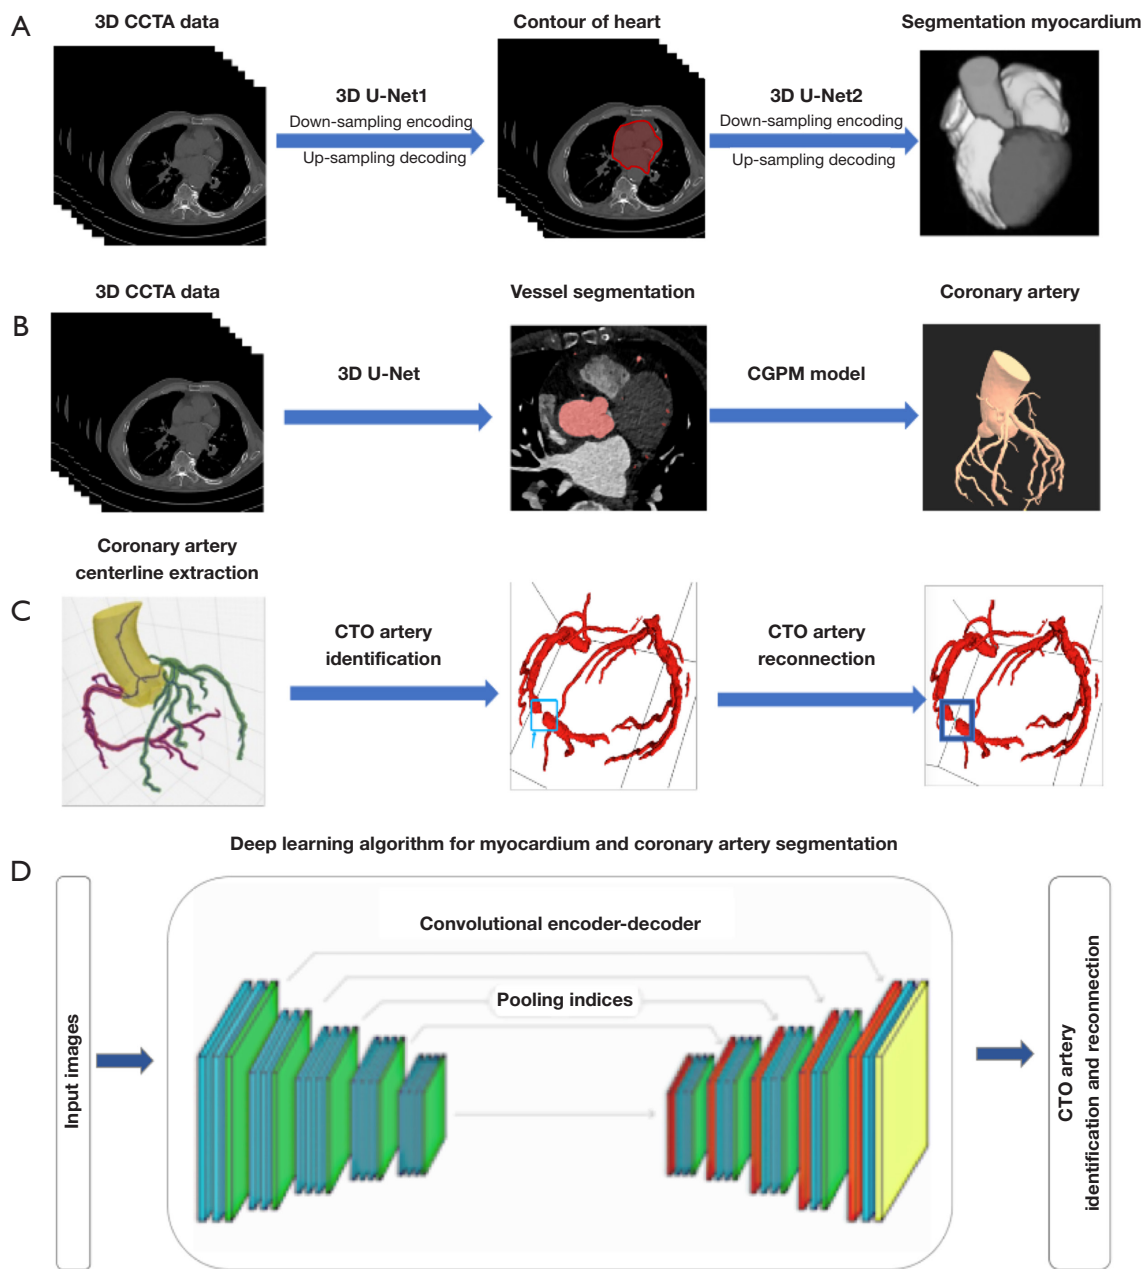 A
3D CCTA data
Contour of heart
Segmentation myocardium
3D U-Net1
Down-sampling encoding
Up-sampling decoding
3D U-Net2
Down-sampling encoding
Up-sampling decoding
B
3D CCTA data
Vessel segmentation
Coronary artery
3D U-Net
CGPM model
C
Coronary artery
centerline extraction
CTO artery
identification
CTO artery
reconnection
Deep learning algorithm for myocardium and coronary artery segmentation
D
Input images
Convolutional encoder-decoder
Pooling indices
CTO artery
identification and reconnection